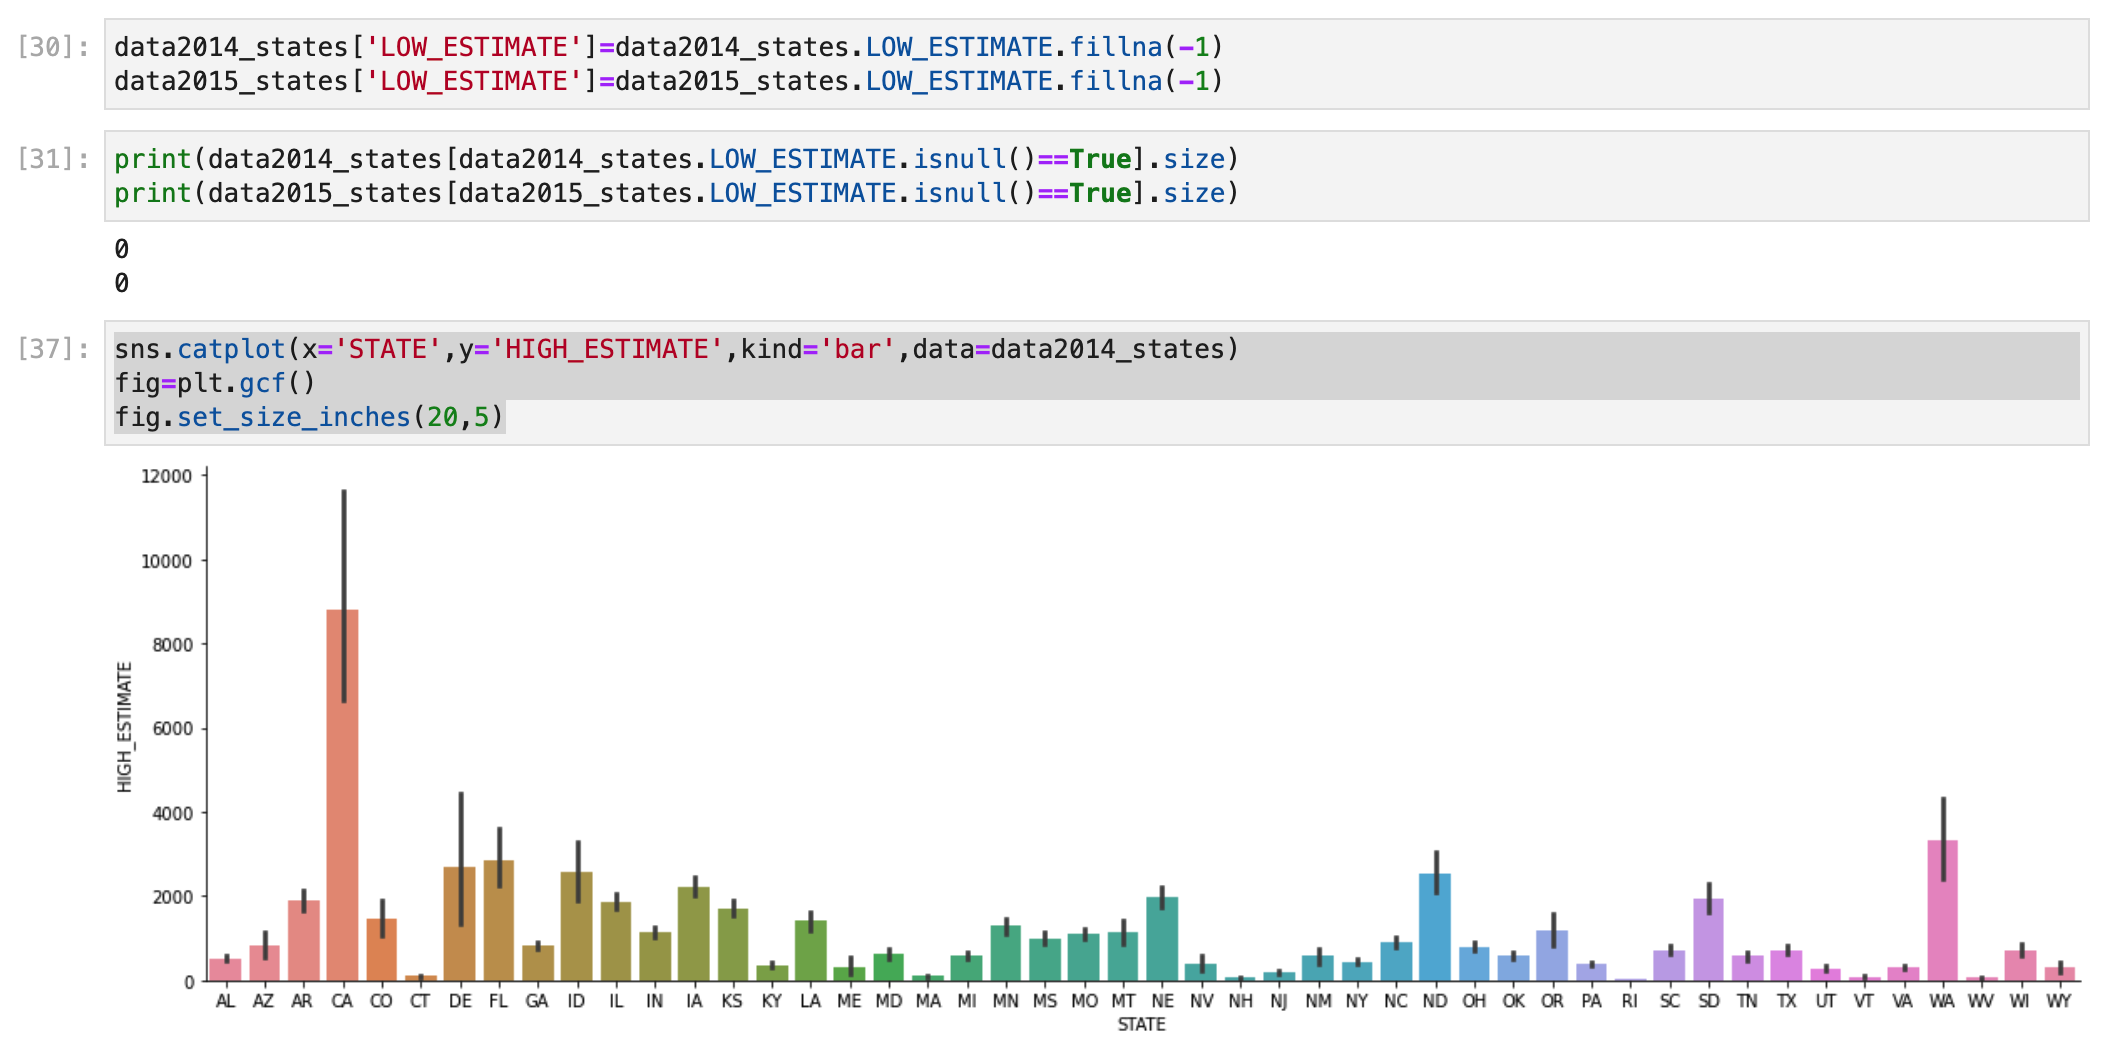 [30]: data2014_states['LOW_ESTIMATE']=data2014_states.LOW_ESTIMATE.fillna(-1)
data2015_states['LOW_ESTIMATE']=data2015_states.LOW_ESTIMATE.fillna(-1)
[31]: print(data2014_states[data2014_states.LOW_ESTIMATE.isnull()==True].size)
print(data2015_states[data2015_states.LOW_ESTIMATE.isnull()==True].size)
0
0
[37]: sns.catplot(x='STATE',y='HIGH_ESTIMATE',kind='bar',data=data2014_states)
fig=plt.gcf()
fig.set_size_inches(20,5)
12000
10000
8000
6000
4000
2000
0
HIGH_ESTIMATE
AL AZ AR CA CO CT DE FL GA ID IL IN IA KS KY LA ME MD MA MI MN MS MO MT NE NV NH NJ NM NY NC ND OH OK OR PA RI SC SD TN TX UT VT VA WA WV WI WY
STATE